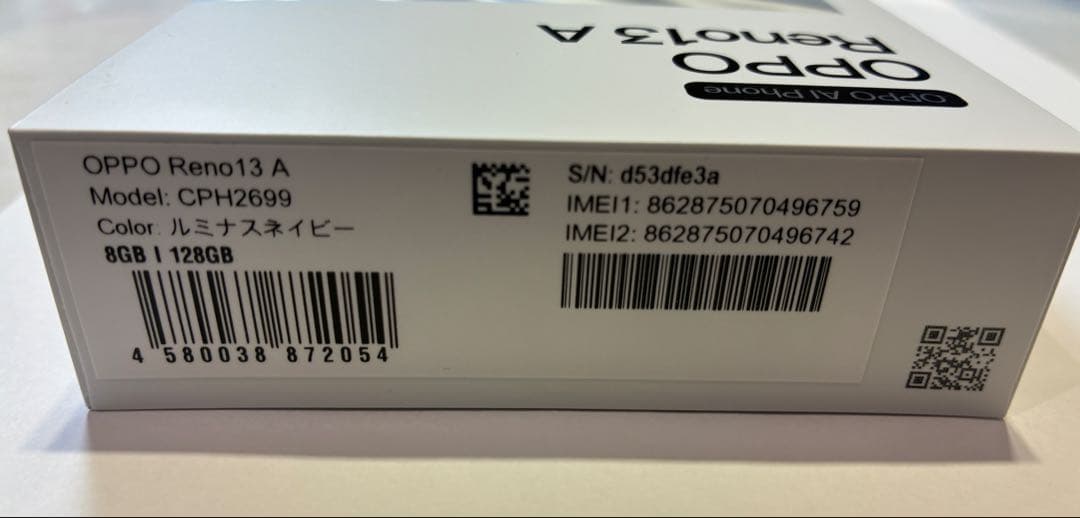 OPPO AI Phone
OPPO
Reno13 A
OPPO Reno13 A
Model: CPH2699
Color: ルミナスネイビー
8GB | 128GB
4 580038 872054
S/N: d53dfe3a
IMEI1: 862875070496759
IMEI2: 862875070496742